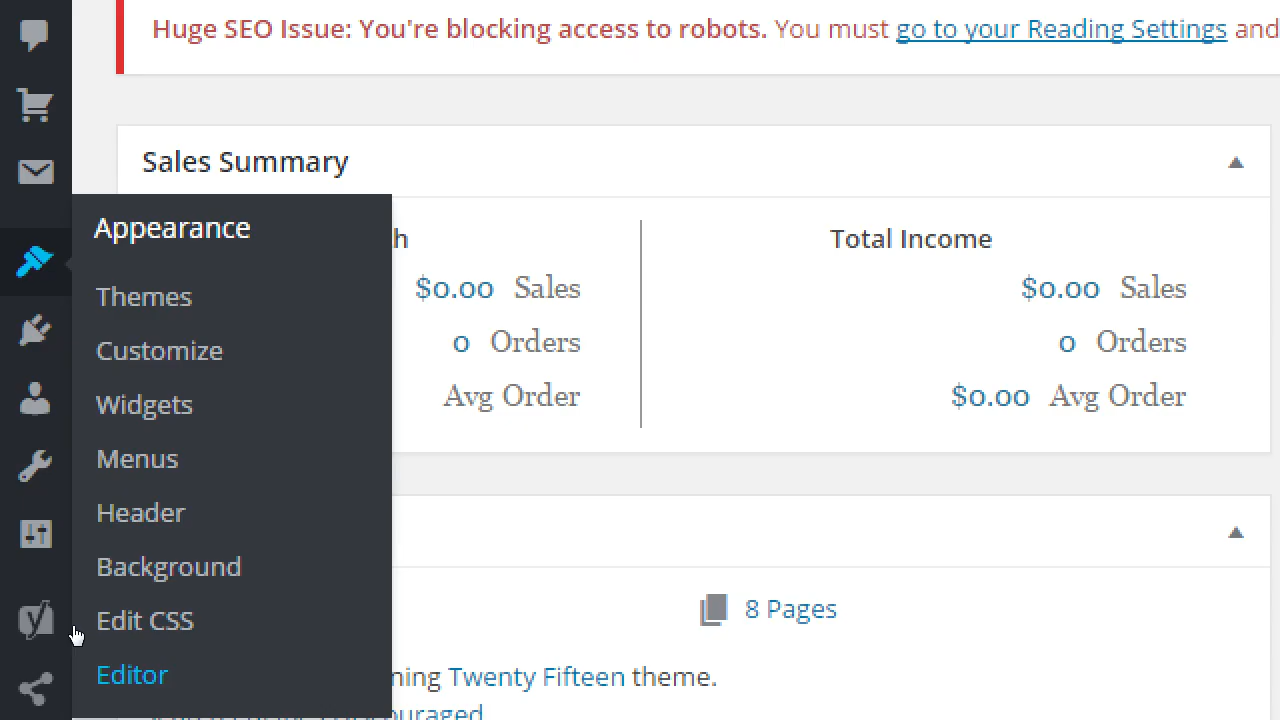 Huge SEO Issue: You're blocking access to robots. You must go to your Reading Settings and
Sales Summary
Appearance
Themes
Customize
Widgets
Menus
Header
Background
Edit CSS
Editor
h
$0.00 Sales
0 Orders
Avg Order
Total Income
$0.00 Sales
0 Orders
$0.00 Avg Order
8 Pages
ning Twenty Fifteen theme.
ouraged